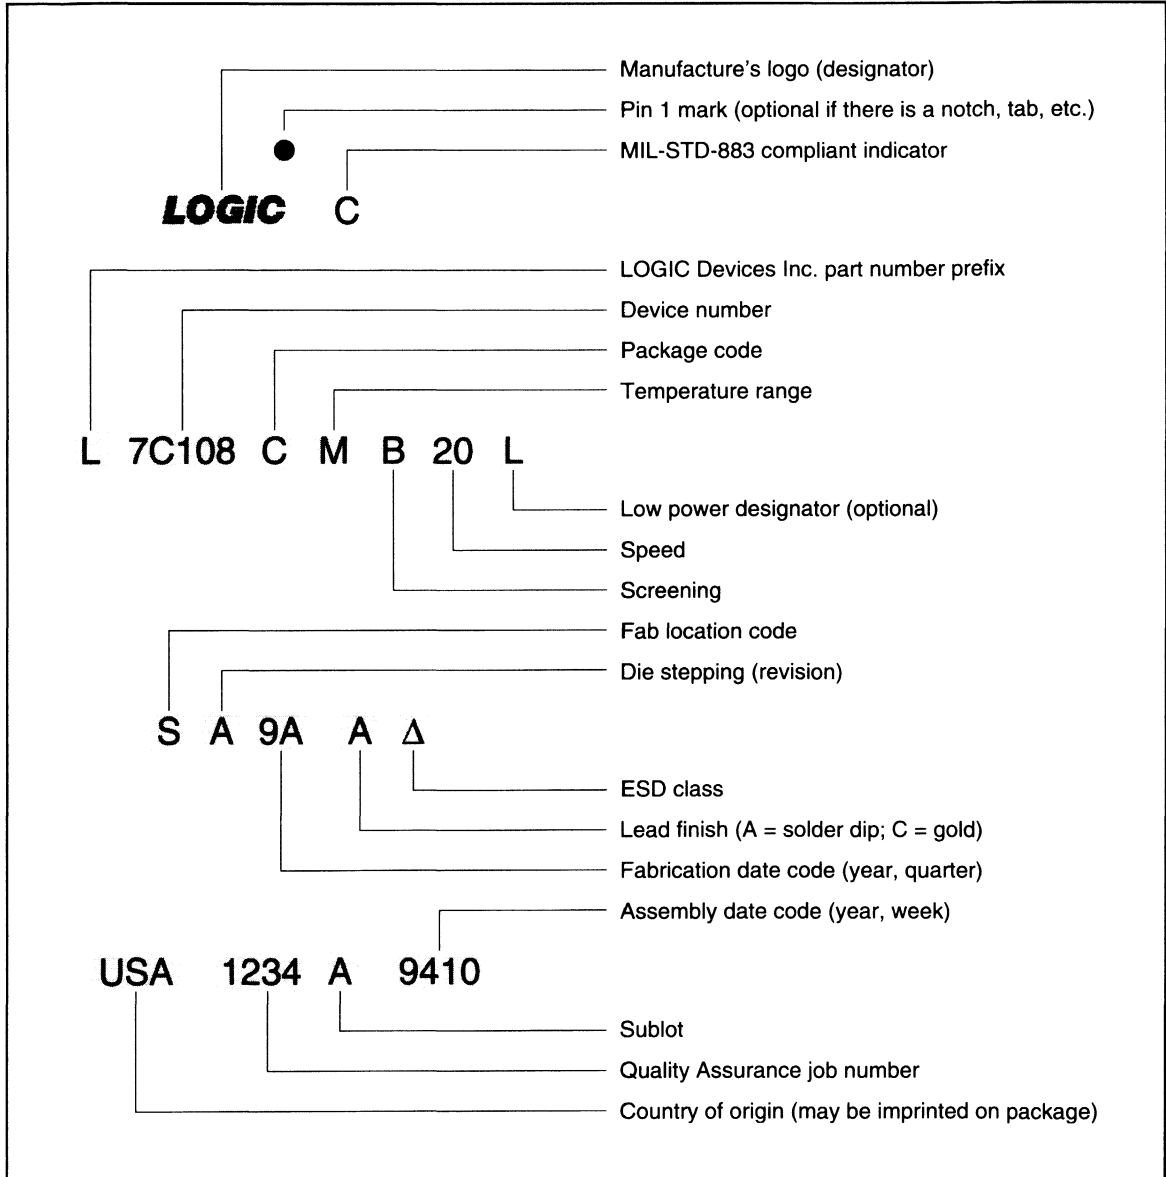 Manufacture's logo (designator)
Pin 1 mark (optional if there is a notch, tab, etc.)
MIL-STD-883 compliant indicator
LOGIC C
LOGIC Devices Inc. part number prefix
Device number
Package code
Temperature range
L 7C108 C M B 20 L
Low power designator (optional)
Speed
Screening
Fab location code
Die stepping (revision)
S A 9A A Δ
ESD class
Lead finish (A = solder dip; C = gold)
Fabrication date code (year, quarter)
Assembly date code (year, week)
USA 1234 A 9410
Sublot
Quality Assurance job number
Country of origin (may be imprinted on package)